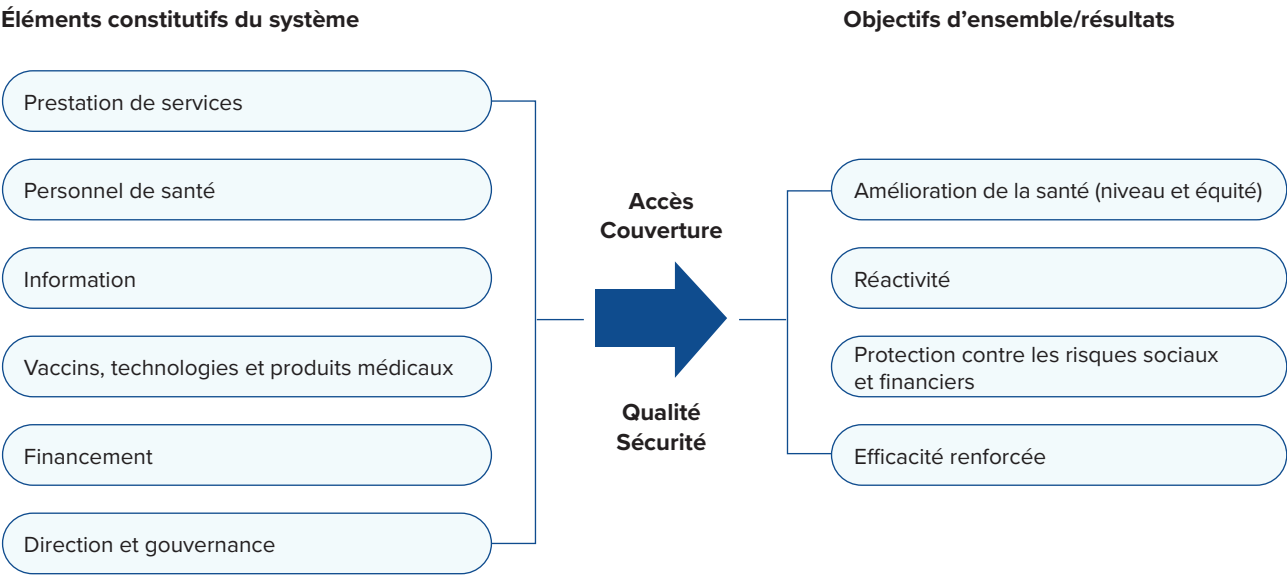 Éléments constitutifs du système
Prestation de services
Personnel de santé
Information
Vaccins, technologies et produits médicaux
Financement
Direction et gouvernance
Accès
Couverture
Qualité
Sécurité
Objectifs d’ensemble/résultats
Amélioration de la santé (niveau et équité)
Réactivité
Protection contre les risques sociaux
et financiers
Efficacité renforcée